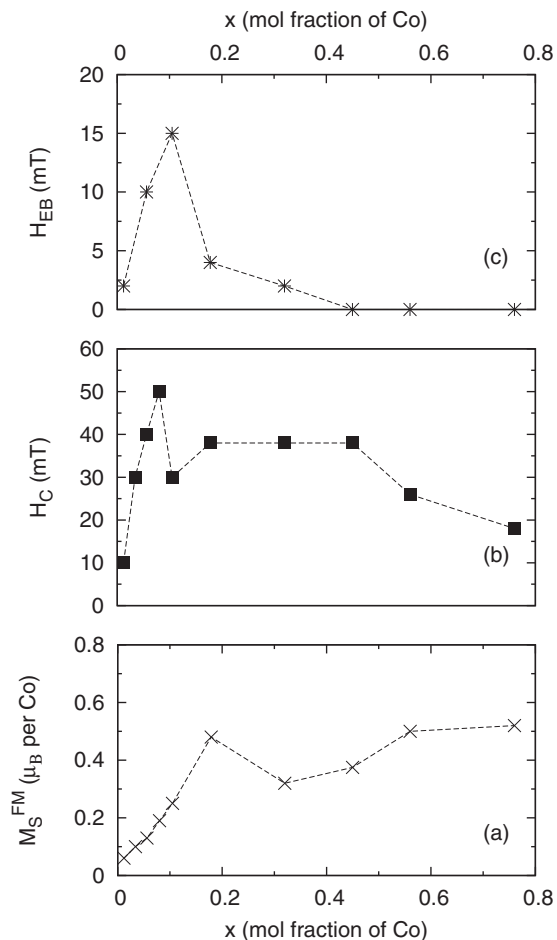 x (mol fraction of Co)
0 0.2 0.4 0.6 0.8
20
15
10
5
0
H_EB (mT)
(c)
60
50
40
30
20
10
0
H_C (mT)
(b)
0.8
0.6
0.4
0.2
0
M_S^FM (μ_B per Co)
(a)
0 0.2 0.4 0.6 0.8
x (mol fraction of Co)